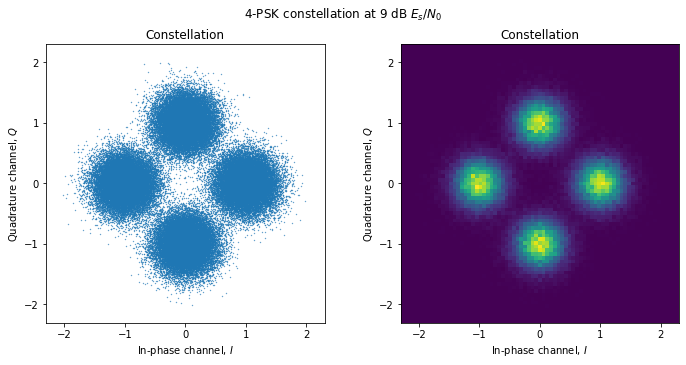 4-PSK constellation at 9 dB $E_s/N_0$
Constellation
Quadrature channel, Q
2
1
0
−1
−2
−2
−1
0
1
2
In-phase channel, I
Constellation
Quadrature channel, Q
2
1
0
−1
−2
−2
−1
0
1
2
In-phase channel, I